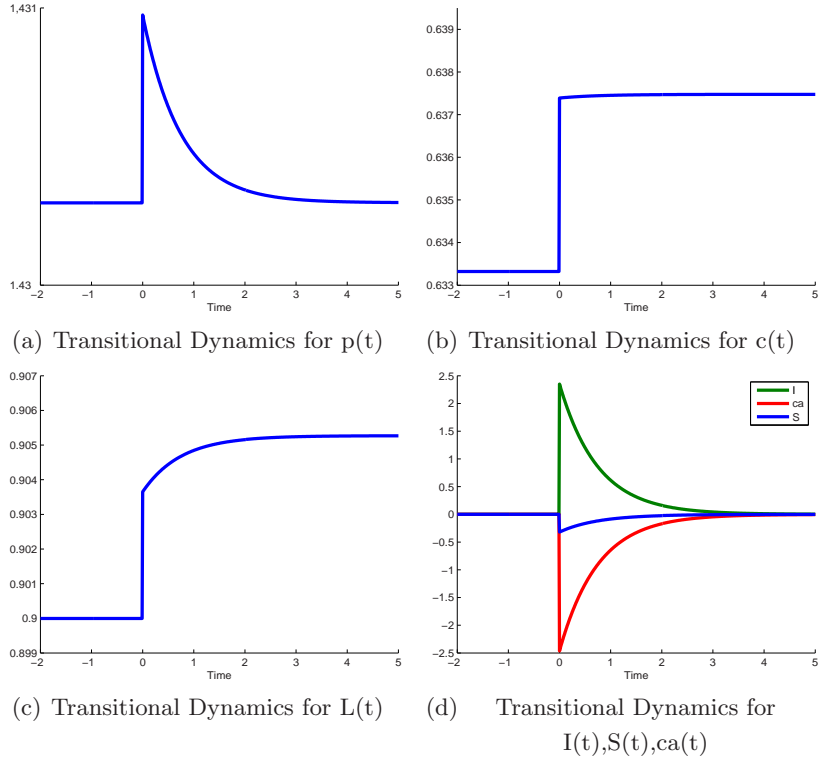 1,431
1.43
−2 −1 0 1 2 3 4 5
Time
(a) Transitional Dynamics for p(t)
0.639
0.638
0.637
0.636
0.635
0.634
0.633
−2 −1 0 1 2 3 4 5
Time
(b) Transitional Dynamics for c(t)
0.907
0.906
0.905
0.904
0.903
0.902
0.901
0.9
0.899
−2 −1 0 1 2 3 4 5
Time
(c) Transitional Dynamics for L(t)
2.5
2
1.5
1
0.5
0
−0.5
−1
−1.5
−2
−2.5
−2 −1 0 1 2 3 4 5
Time
I
ca
S
(d) Transitional Dynamics for
I(t),S(t),ca(t)